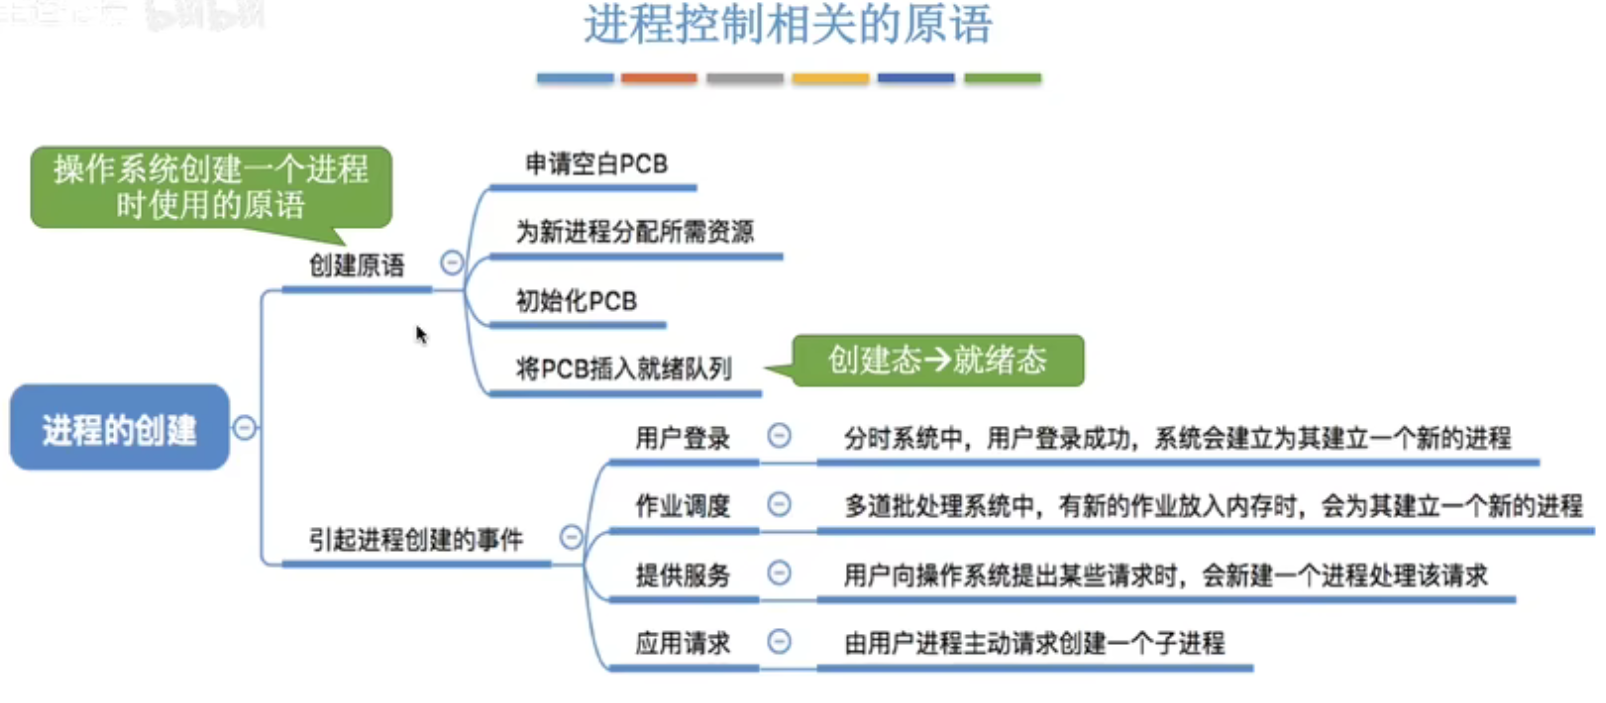 进程控制相关的原语
操作系统创建一个进程
时使用的原语
申请空白PCB
为新进程分配所需资源
创建原语
初始化PCB
将PCB插入就绪队列
创建态→就绪态
进程的创建
用户登录
分时系统中，用户登录成功，系统会建立为其建立一个新的进程
作业调度
多道批处理系统中，有新的作业放入内存时，会为其建立一个新的进程
引起进程创建的事件
提供服务
用户向操作系统提出某些请求时，会新建一个进程处理该请求
应用请求
由用户进程主动请求创建一个子进程